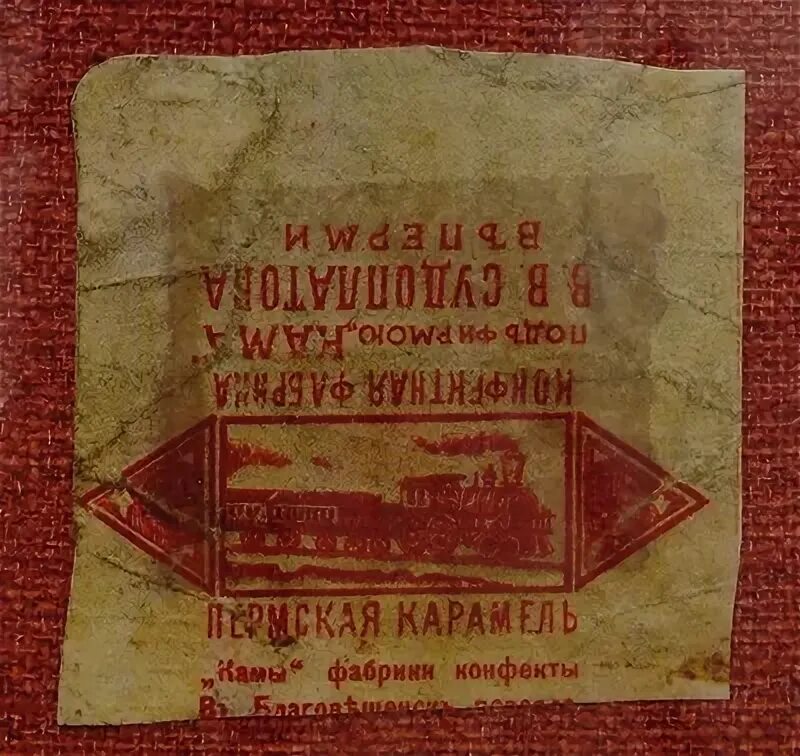 КОНФЕКТНАЯ ФАБРИКА
ПОДЪ ФИРМОЮ „КАМА“
В. В. СУДОПЛАТОВА
ВЪ ПЕРМИ
ПЕРМСКАЯ КАРАМЕЛЬ
„Камы“ фабрики конфекты
Въ Благовѣщенскъ